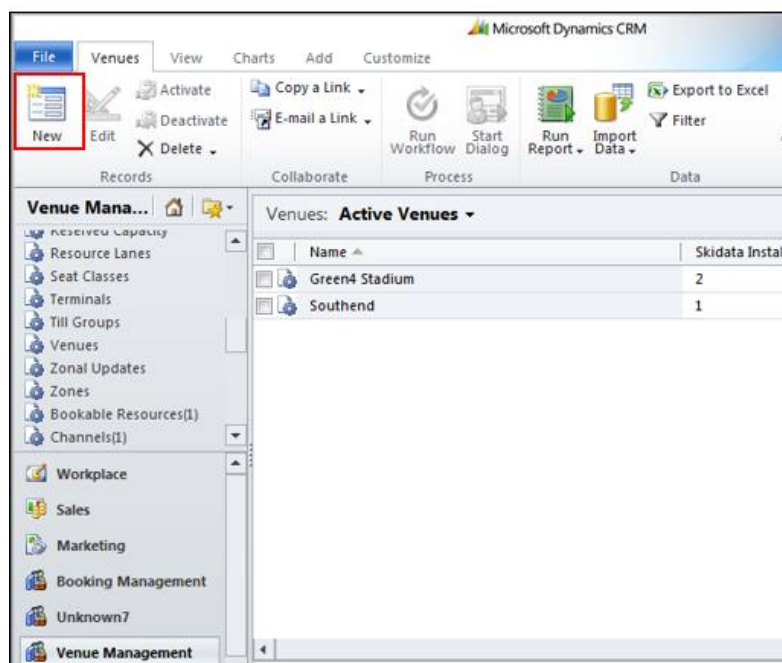 Microsoft Dynamics CRM
File Venues View Charts Add Customize
New
Edit
Activate
Deactivate
Delete
Records
Copy a Link
E-mail a Link
Collaborate
Run Workflow
Start Dialog
Process
Run Report
Import Data
Export to Excel
Filter
Data
Venue Mana...
Reserved Capacity
Resource Lanes
Seat Classes
Terminals
Till Groups
Venues
Zonal Updates
Zones
Bookable Resources(1)
Channels(1)
Workplace
Sales
Marketing
Booking Management
Unknown7
Venue Management
Venues: Active Venues
Name Skidata Instal
Green4 Stadium 2
Southend 1